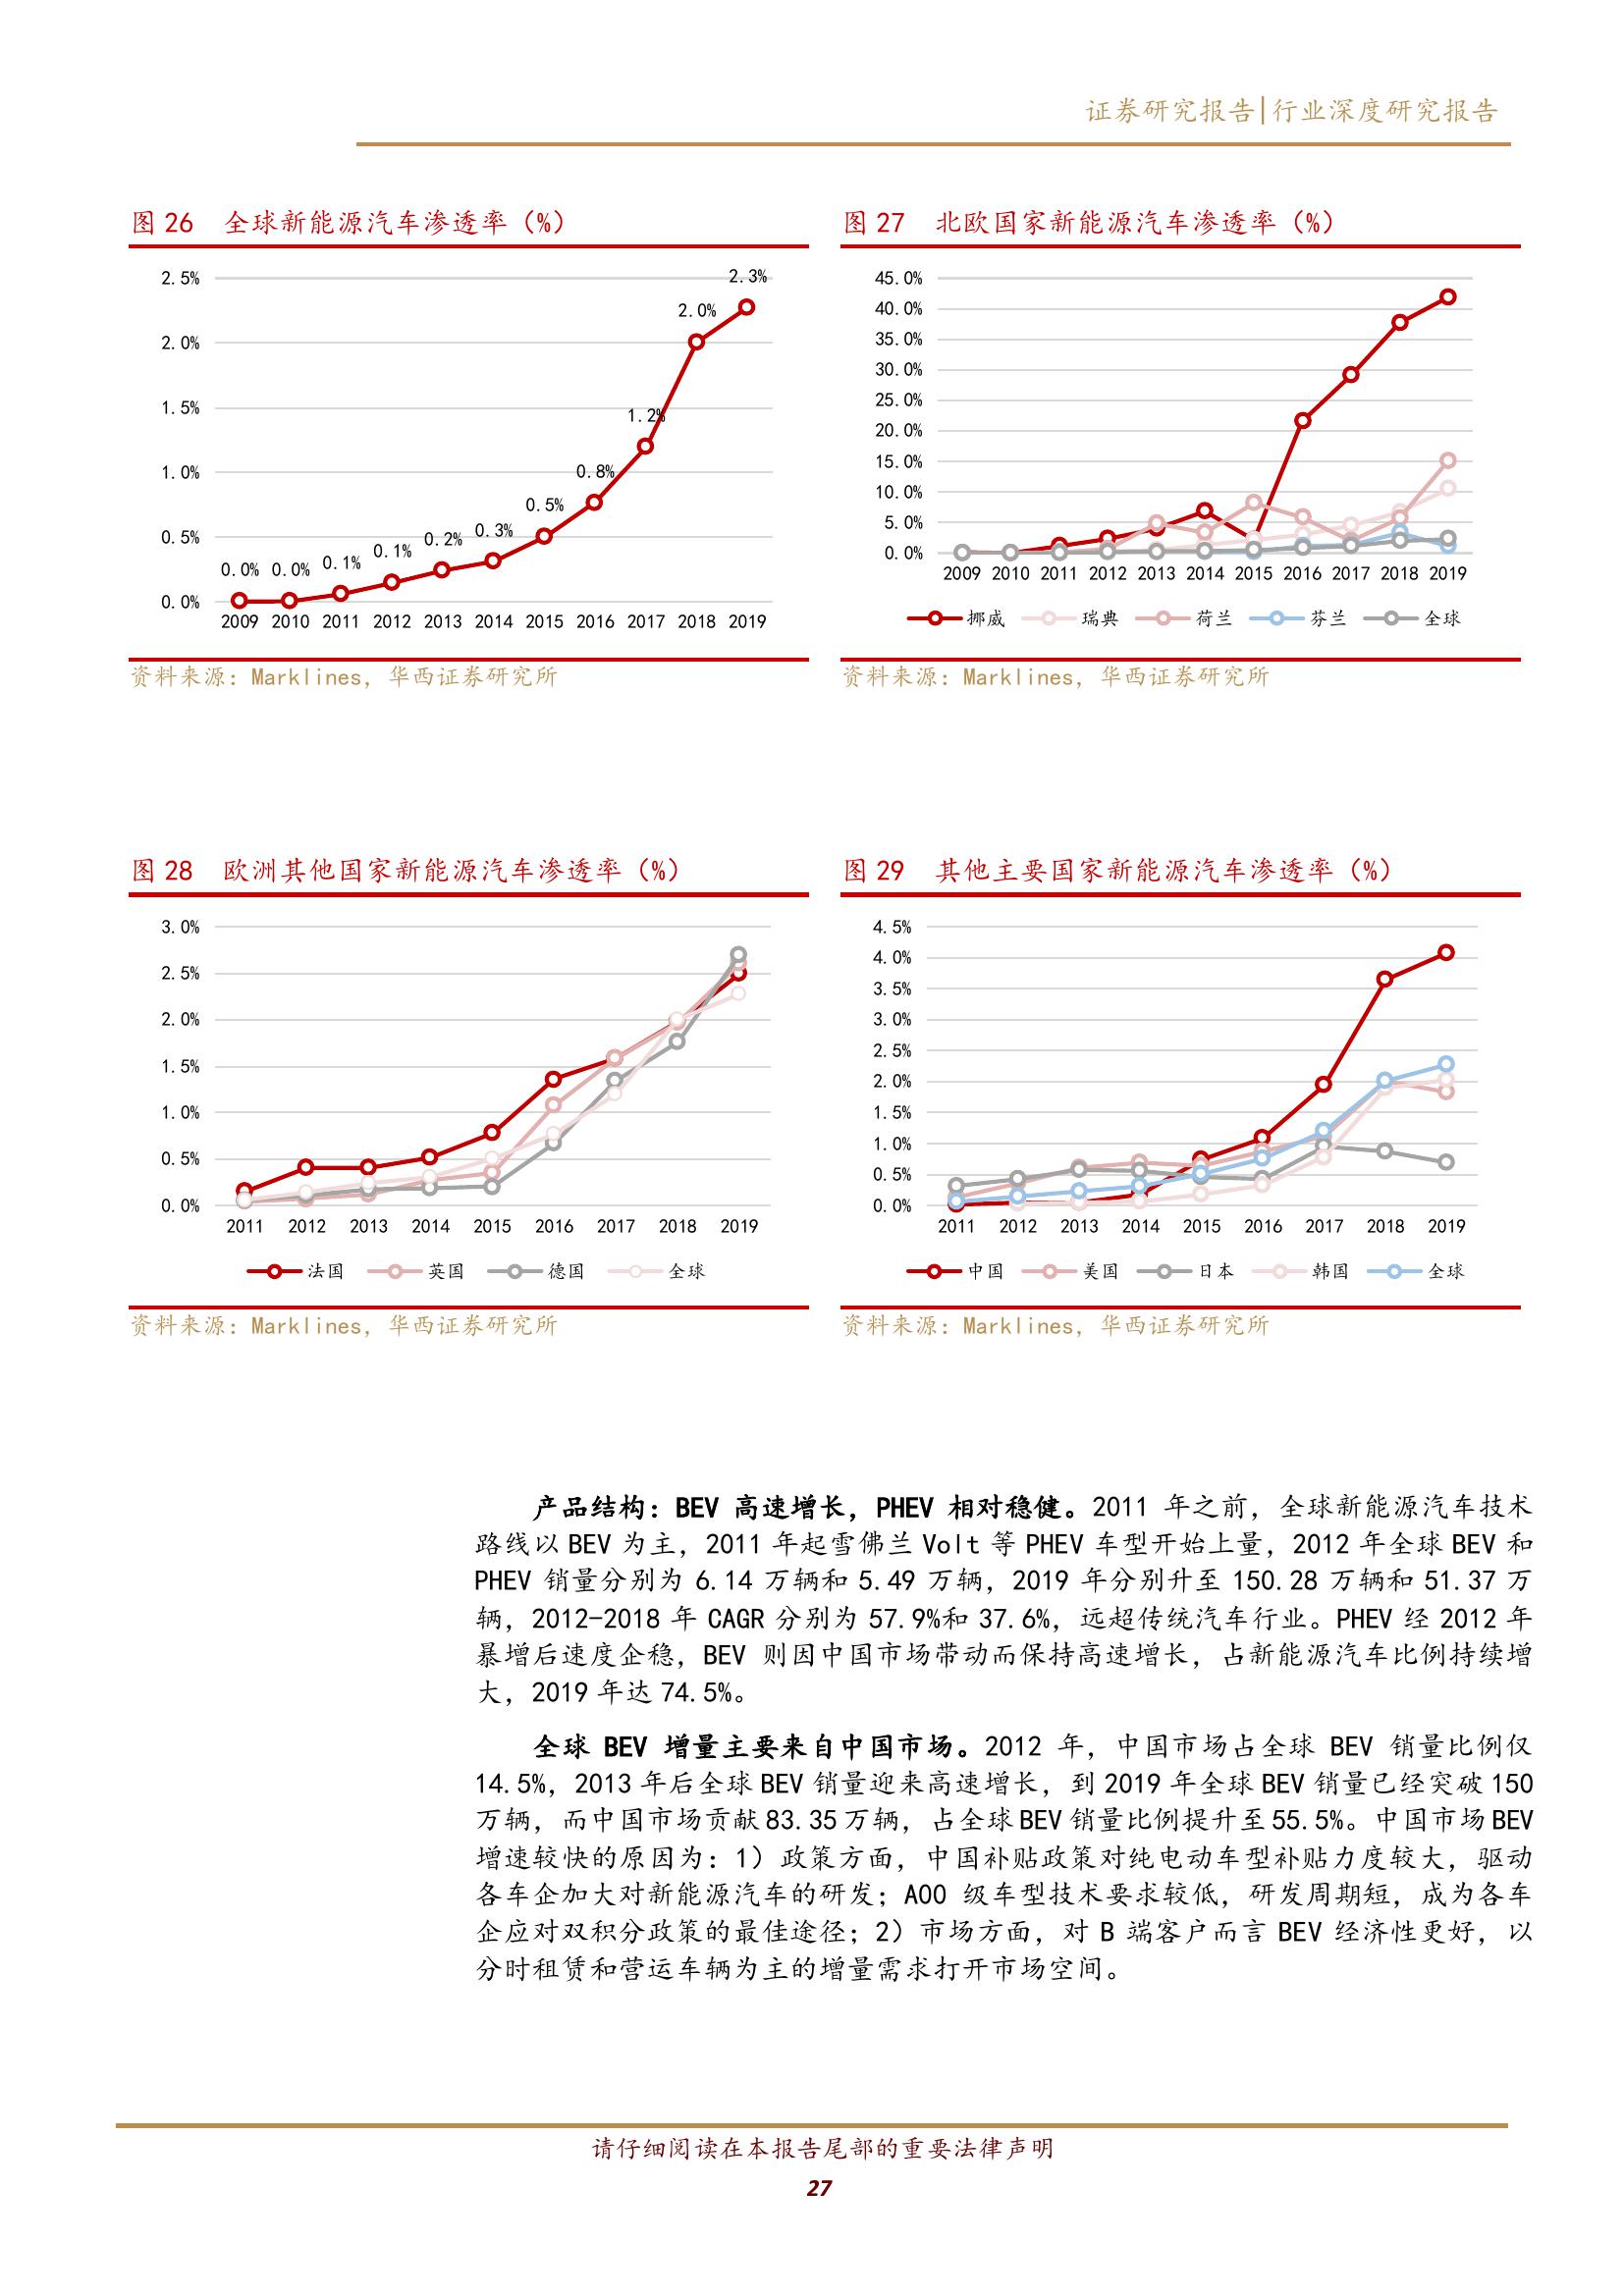 证券研究报告|行业深度研究报告
图 26 全球新能源汽车渗透率（%）
2.5%
2.0%
1.5%
1.0%
0.5%
0.0%
0.0% 0.0% 0.1% 0.1% 0.2% 0.3% 0.5% 0.8% 1.2% 2.0% 2.3%
2009 2010 2011 2012 2013 2014 2015 2016 2017 2018 2019
资料来源：Marklines，华西证券研究所
图 27 北欧国家新能源汽车渗透率（%）
45.0%
40.0%
35.0%
30.0%
25.0%
20.0%
15.0%
10.0%
5.0%
0.0%
2009 2010 2011 2012 2013 2014 2015 2016 2017 2018 2019
挪威 瑞典 荷兰 芬兰 全球
资料来源：Marklines，华西证券研究所
图 28 欧洲其他国家新能源汽车渗透率（%）
3.0%
2.5%
2.0%
1.5%
1.0%
0.5%
0.0%
2011 2012 2013 2014 2015 2016 2017 2018 2019
法国 英国 德国 全球
资料来源：Marklines，华西证券研究所
图 29 其他主要国家新能源汽车渗透率（%）
4.5%
4.0%
3.5%
3.0%
2.5%
2.0%
1.5%
1.0%
0.5%
0.0%
2011 2012 2013 2014 2015 2016 2017 2018 2019
中国 美国 日本 韩国 全球
资料来源：Marklines，华西证券研究所
产品结构：BEV 高速增长，PHEV 相对稳健。2011 年之前，全球新能源汽车技术
路线以 BEV 为主，2011 年起雪佛兰 Volt 等 PHEV 车型开始上量，2012 年全球 BEV 和
PHEV 销量分别为 6.14 万辆和 5.49 万辆，2019 年分别升至 150.28 万辆和 51.37 万
辆，2012-2018 年 CAGR 分别为 57.9%和 37.6%，远超传统汽车行业。PHEV 经 2012 年
暴增后速度企稳，BEV 则因中国市场带动而保持高速增长，占新能源汽车比例持续增
大，2019 年达 74.5%。
全球 BEV 增量主要来自中国市场。2012 年，中国市场占全球 BEV 销量比例仅
14.5%，2013 年后全球 BEV 销量迎来高速增长，到 2019 年全球 BEV 销量已经突破 150
万辆，而中国市场贡献 83.35 万辆，占全球 BEV 销量比例提升至 55.5%。中国市场 BEV
增速较快的原因为：1）政策方面，中国补贴政策对纯电动车型补贴力度较大，驱动
各车企加大对新能源汽车的研发；A00 级车型技术要求较低，研发周期短，成为各车
企应对双积分政策的最佳途径；2）市场方面，对 B 端客户而言 BEV 经济性更好，以
分时租赁和营运车辆为主的增量需求打开市场空间。
请仔细阅读在本报告尾部的重要法律声明
27